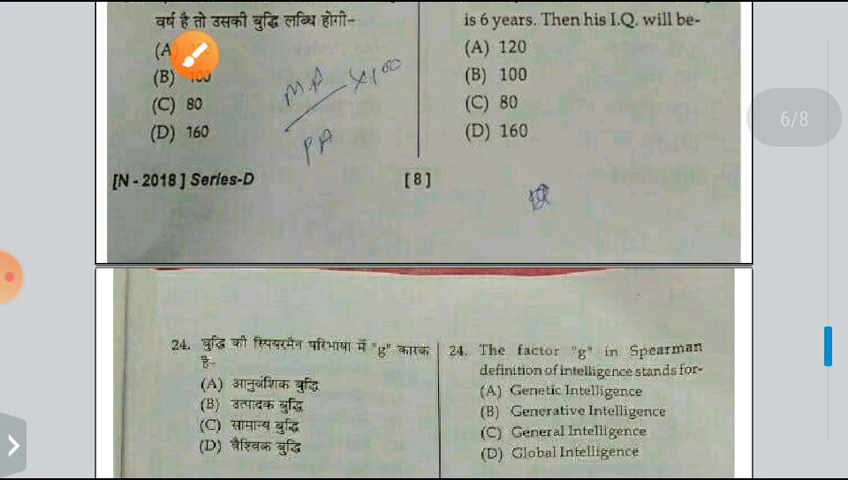 वर्ष है तो उसकी बुद्धि लब्धि होगी-
(A)
(B) 100
(C) 80
(D) 160
is 6 years. Then his I.Q. will be-
(A) 120
(B) 100
(C) 80
(D) 160
MA
PA
×100
[N - 2018 ] Series-D
[ 8 ]
6/8
24. बुद्धि की स्पियरमैन परिभाषा में "g" कारक
है-
(A) आनुवंशिक बुद्धि
(B) उत्पादक बुद्धि
(C) सामान्य बुद्धि
(D) वैश्विक बुद्धि
24. The factor "g" in Spearman
definition of intelligence stands for-
(A) Genetic Intelligence
(B) Generative Intelligence
(C) General Intelligence
(D) Global Intelligence